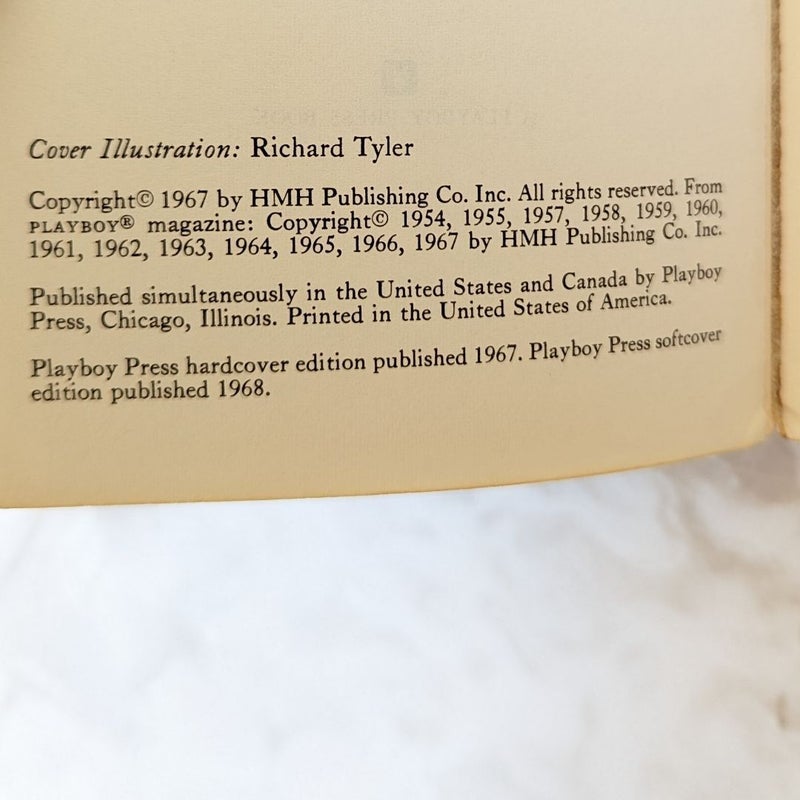 Cover Illustration: Richard Tyler
Copyright© 1967 by HMH Publishing Co. Inc. All rights reserved. From
PLAYBOY® magazine: Copyright© 1954, 1955, 1957, 1958, 1959, 1960,
1961, 1962, 1963, 1964, 1965, 1966, 1967 by HMH Publishing Co. Inc.
Published simultaneously in the United States and Canada by Playboy
Press, Chicago, Illinois. Printed in the United States of America.
Playboy Press hardcover edition published 1967. Playboy Press softcover
edition published 1968.